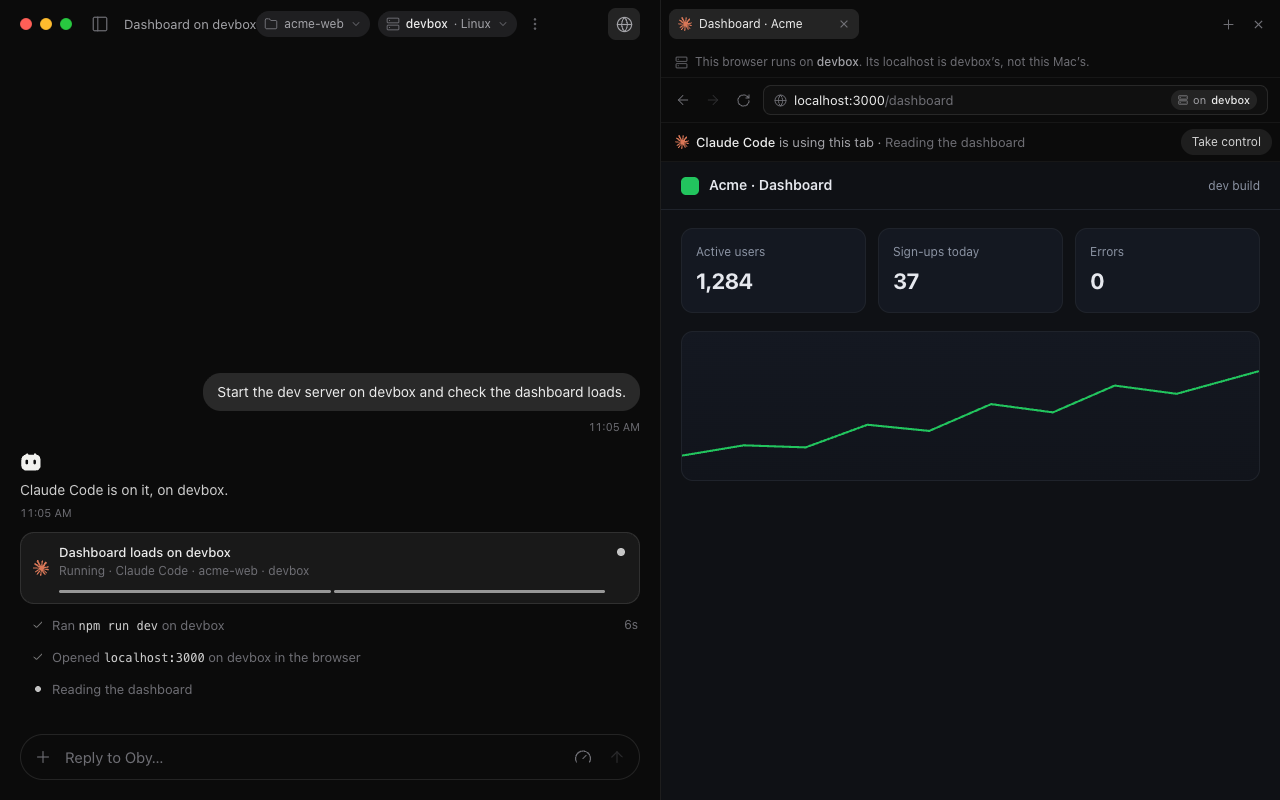 Dashboard on devbox
acme-web
devbox · Linux
Start the dev server on devbox and check the dashboard loads.
11:05 AM
Claude Code is on it, on devbox.
11:05 AM
Dashboard loads on devbox
Running · Claude Code · acme-web · devbox
Ran npm run dev on devbox 6s
Opened localhost:3000 on devbox in the browser
Reading the dashboard
Reply to Oby...
Dashboard · Acme
This browser runs on devbox. Its localhost is devbox's, not this Mac's.
localhost:3000/dashboard
on devbox
Claude Code is using this tab · Reading the dashboard
Take control
Acme · Dashboard
dev build
Active users
1,284
Sign-ups today
37
Errors
0